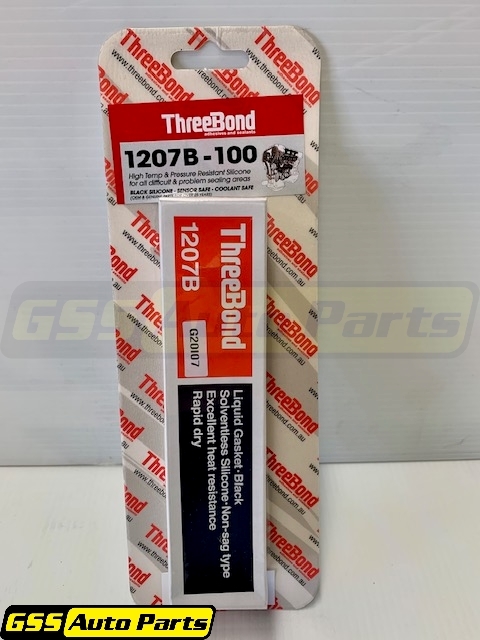 ThreeBond
adhesives and sealants
1207B - 100
High Temp & Pressure Resistant Silicone
for all difficult & problem sealing areas
BLACK SILICONE - SENSOR SAFE - COOLANT SAFE
ThreeBond
1207B
G20107
Liquid Gasket·Black
Solventless Silicone·Non-sag type
Excellent heat resistance
Rapid dry
ThreeBond
www.threebond.com.au
GSS Auto Parts
GSS Auto Parts